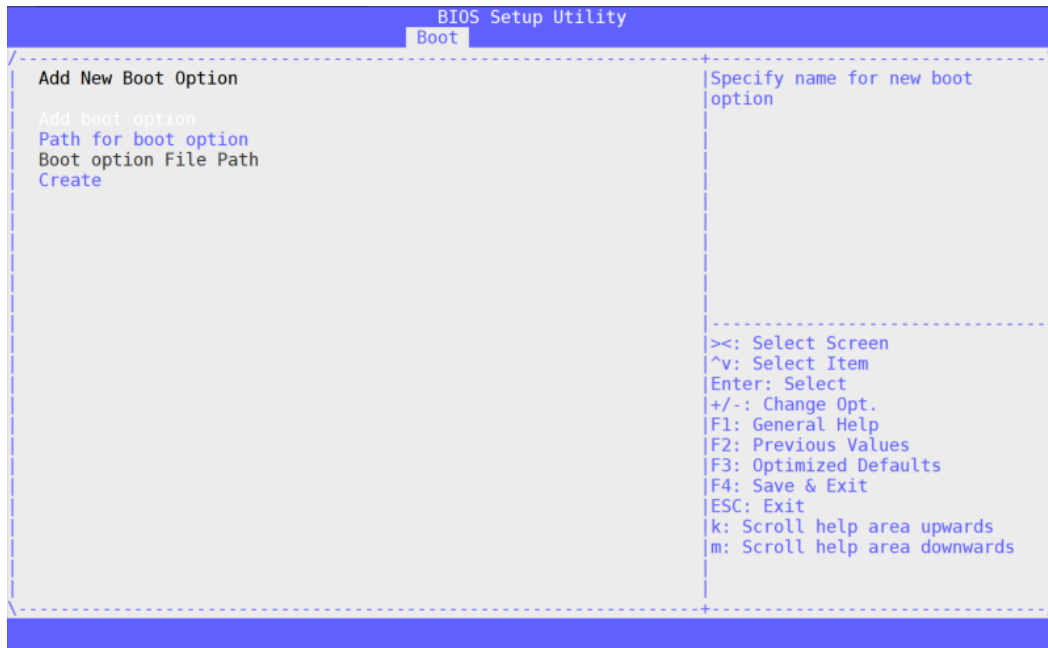 BIOS Setup Utility
Boot
Add New Boot Option
Add boot option
Path for boot option
Boot option File Path
Create
Specify name for new boot
option
><: Select Screen
^v: Select Item
Enter: Select
+/-: Change Opt.
F1: General Help
F2: Previous Values
F3: Optimized Defaults
F4: Save & Exit
ESC: Exit
k: Scroll help area upwards
m: Scroll help area downwards